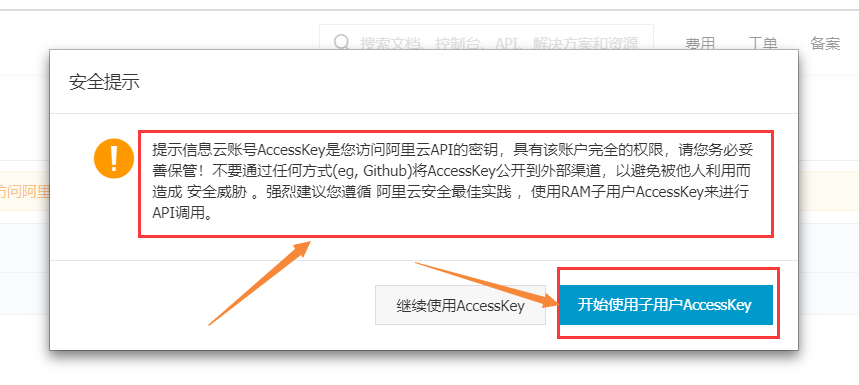 搜索文档、控制台、API、解决方案和资源
费用
工单
备案
安全提示
提示信息云账号AccessKey是您访问阿里云API的密钥，具有该账户完全的权限，请您务必妥
善保管！不要通过任何方式(eg, Github)将AccessKey公开到外部渠道，以避免被他人利用而
造成 安全威胁 。强烈建议您遵循 阿里云安全最佳实践 ，使用RAM子用户AccessKey来进行
API调用。
访问阿里
继续使用AccessKey
开始使用子用户AccessKey